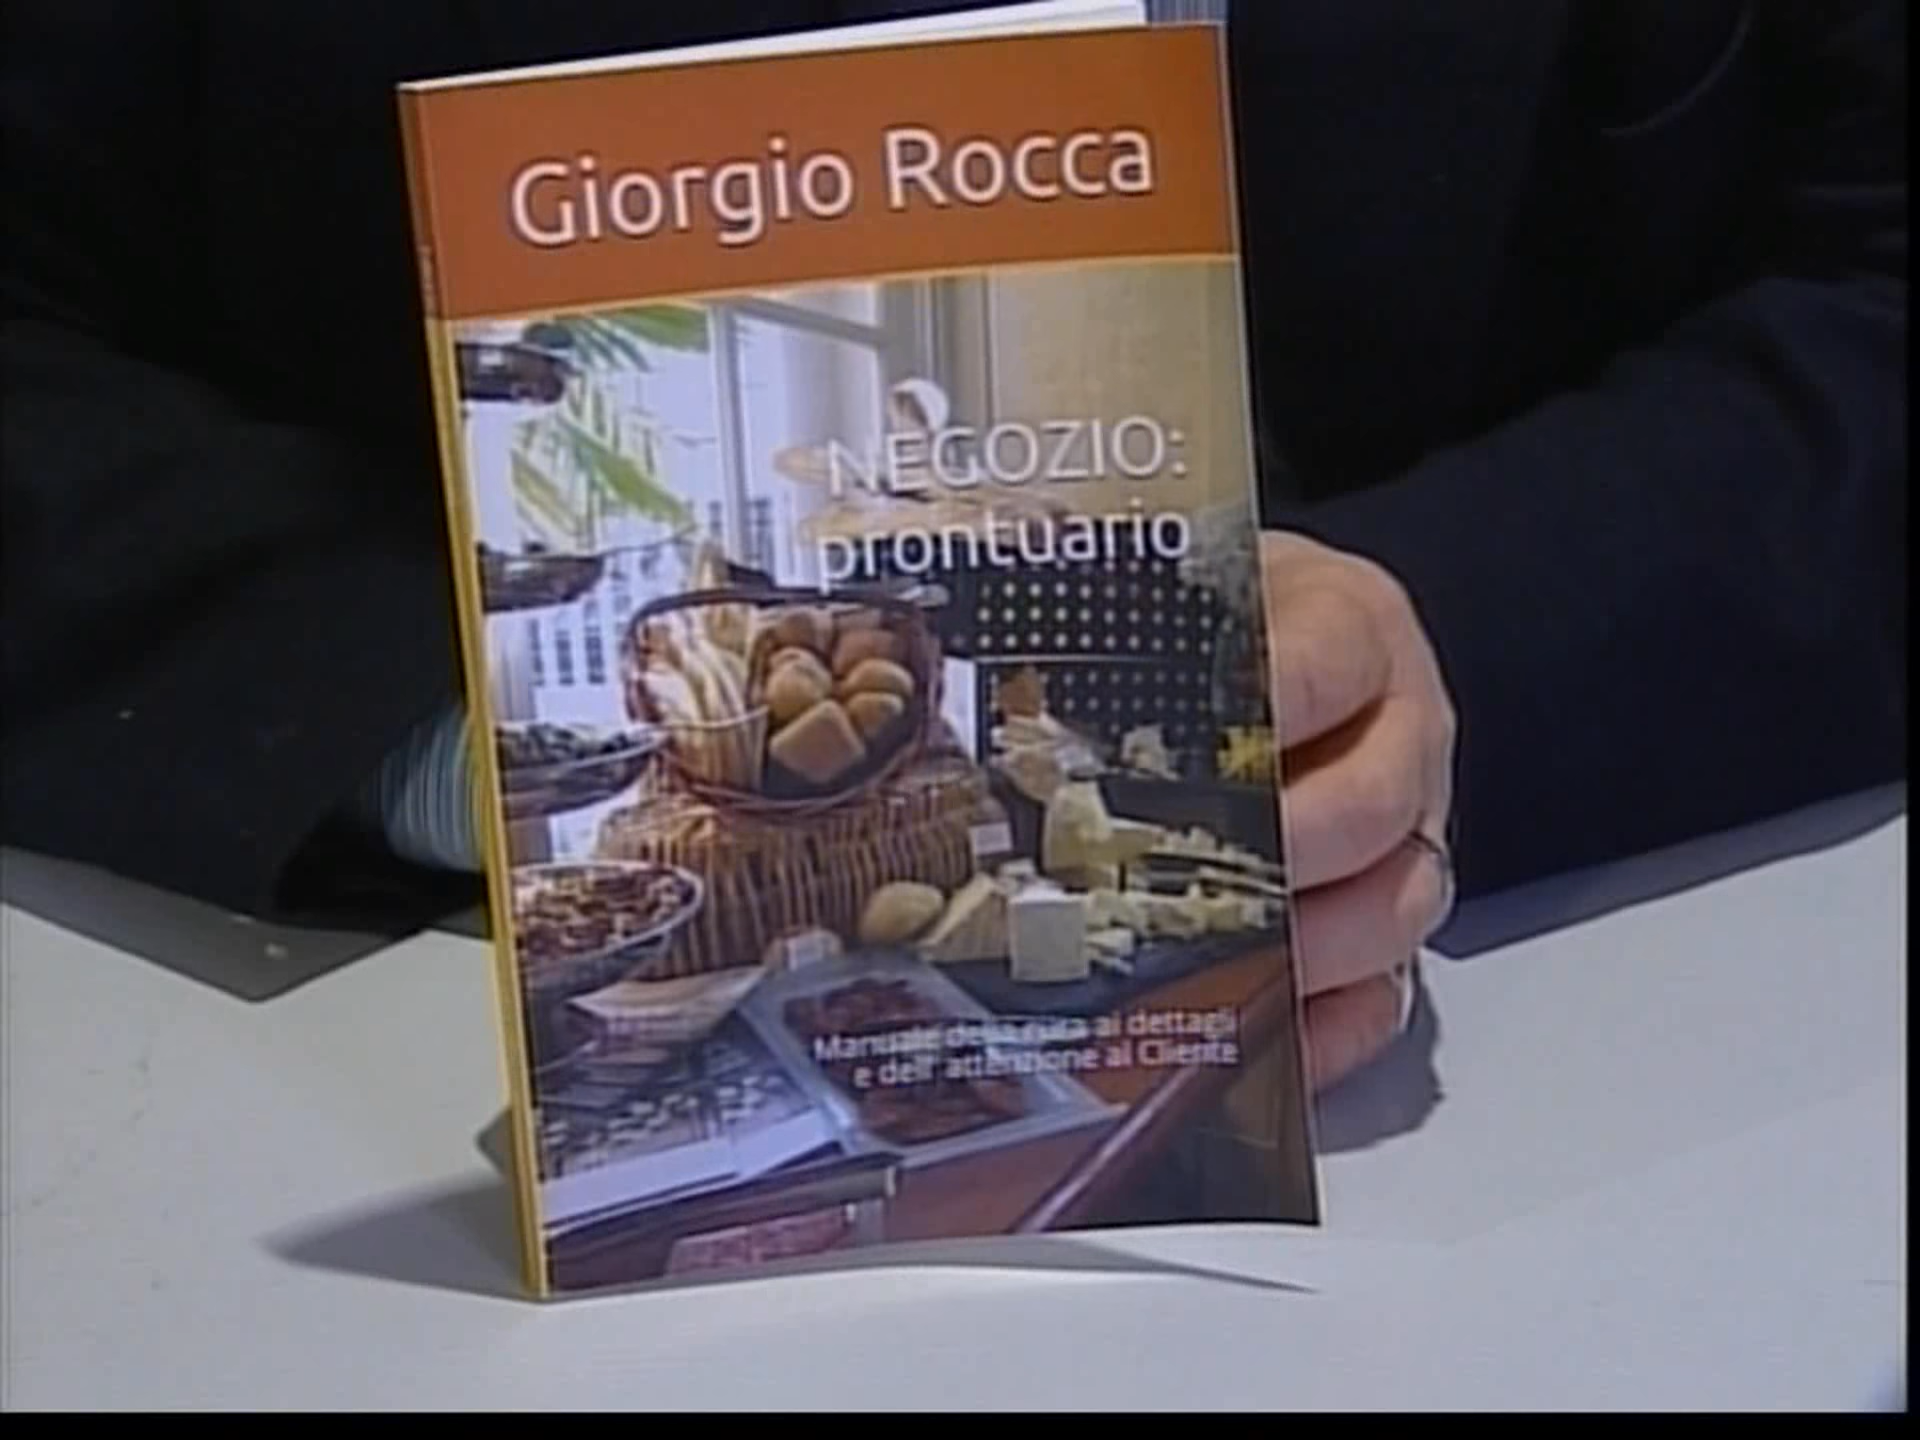 Giorgio Rocca
NEGOZIO:
prontuario
Manuale della cura ai dettagli
e dell' attenzione al Cliente